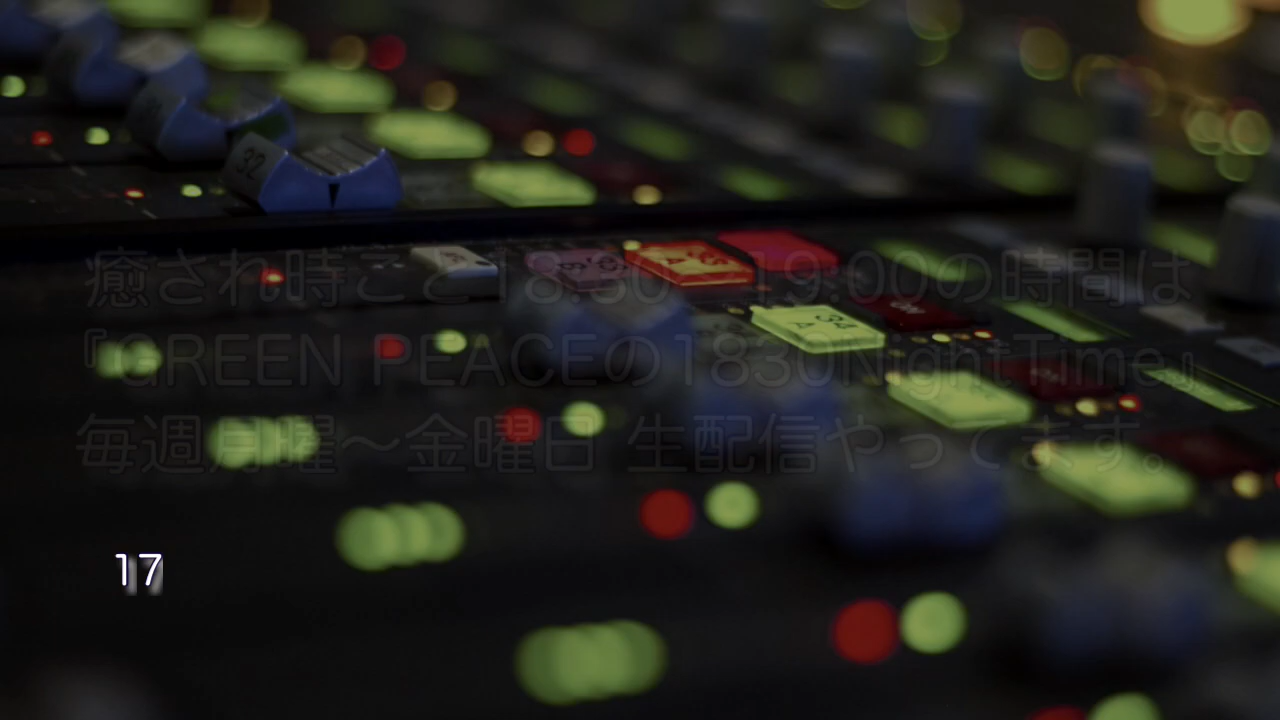 癒され時ここ18:30～19:00の時間は
『GREEN PEACEの1830NightTime』
毎週月曜～金曜日 生配信やってます。
17
32
34
A